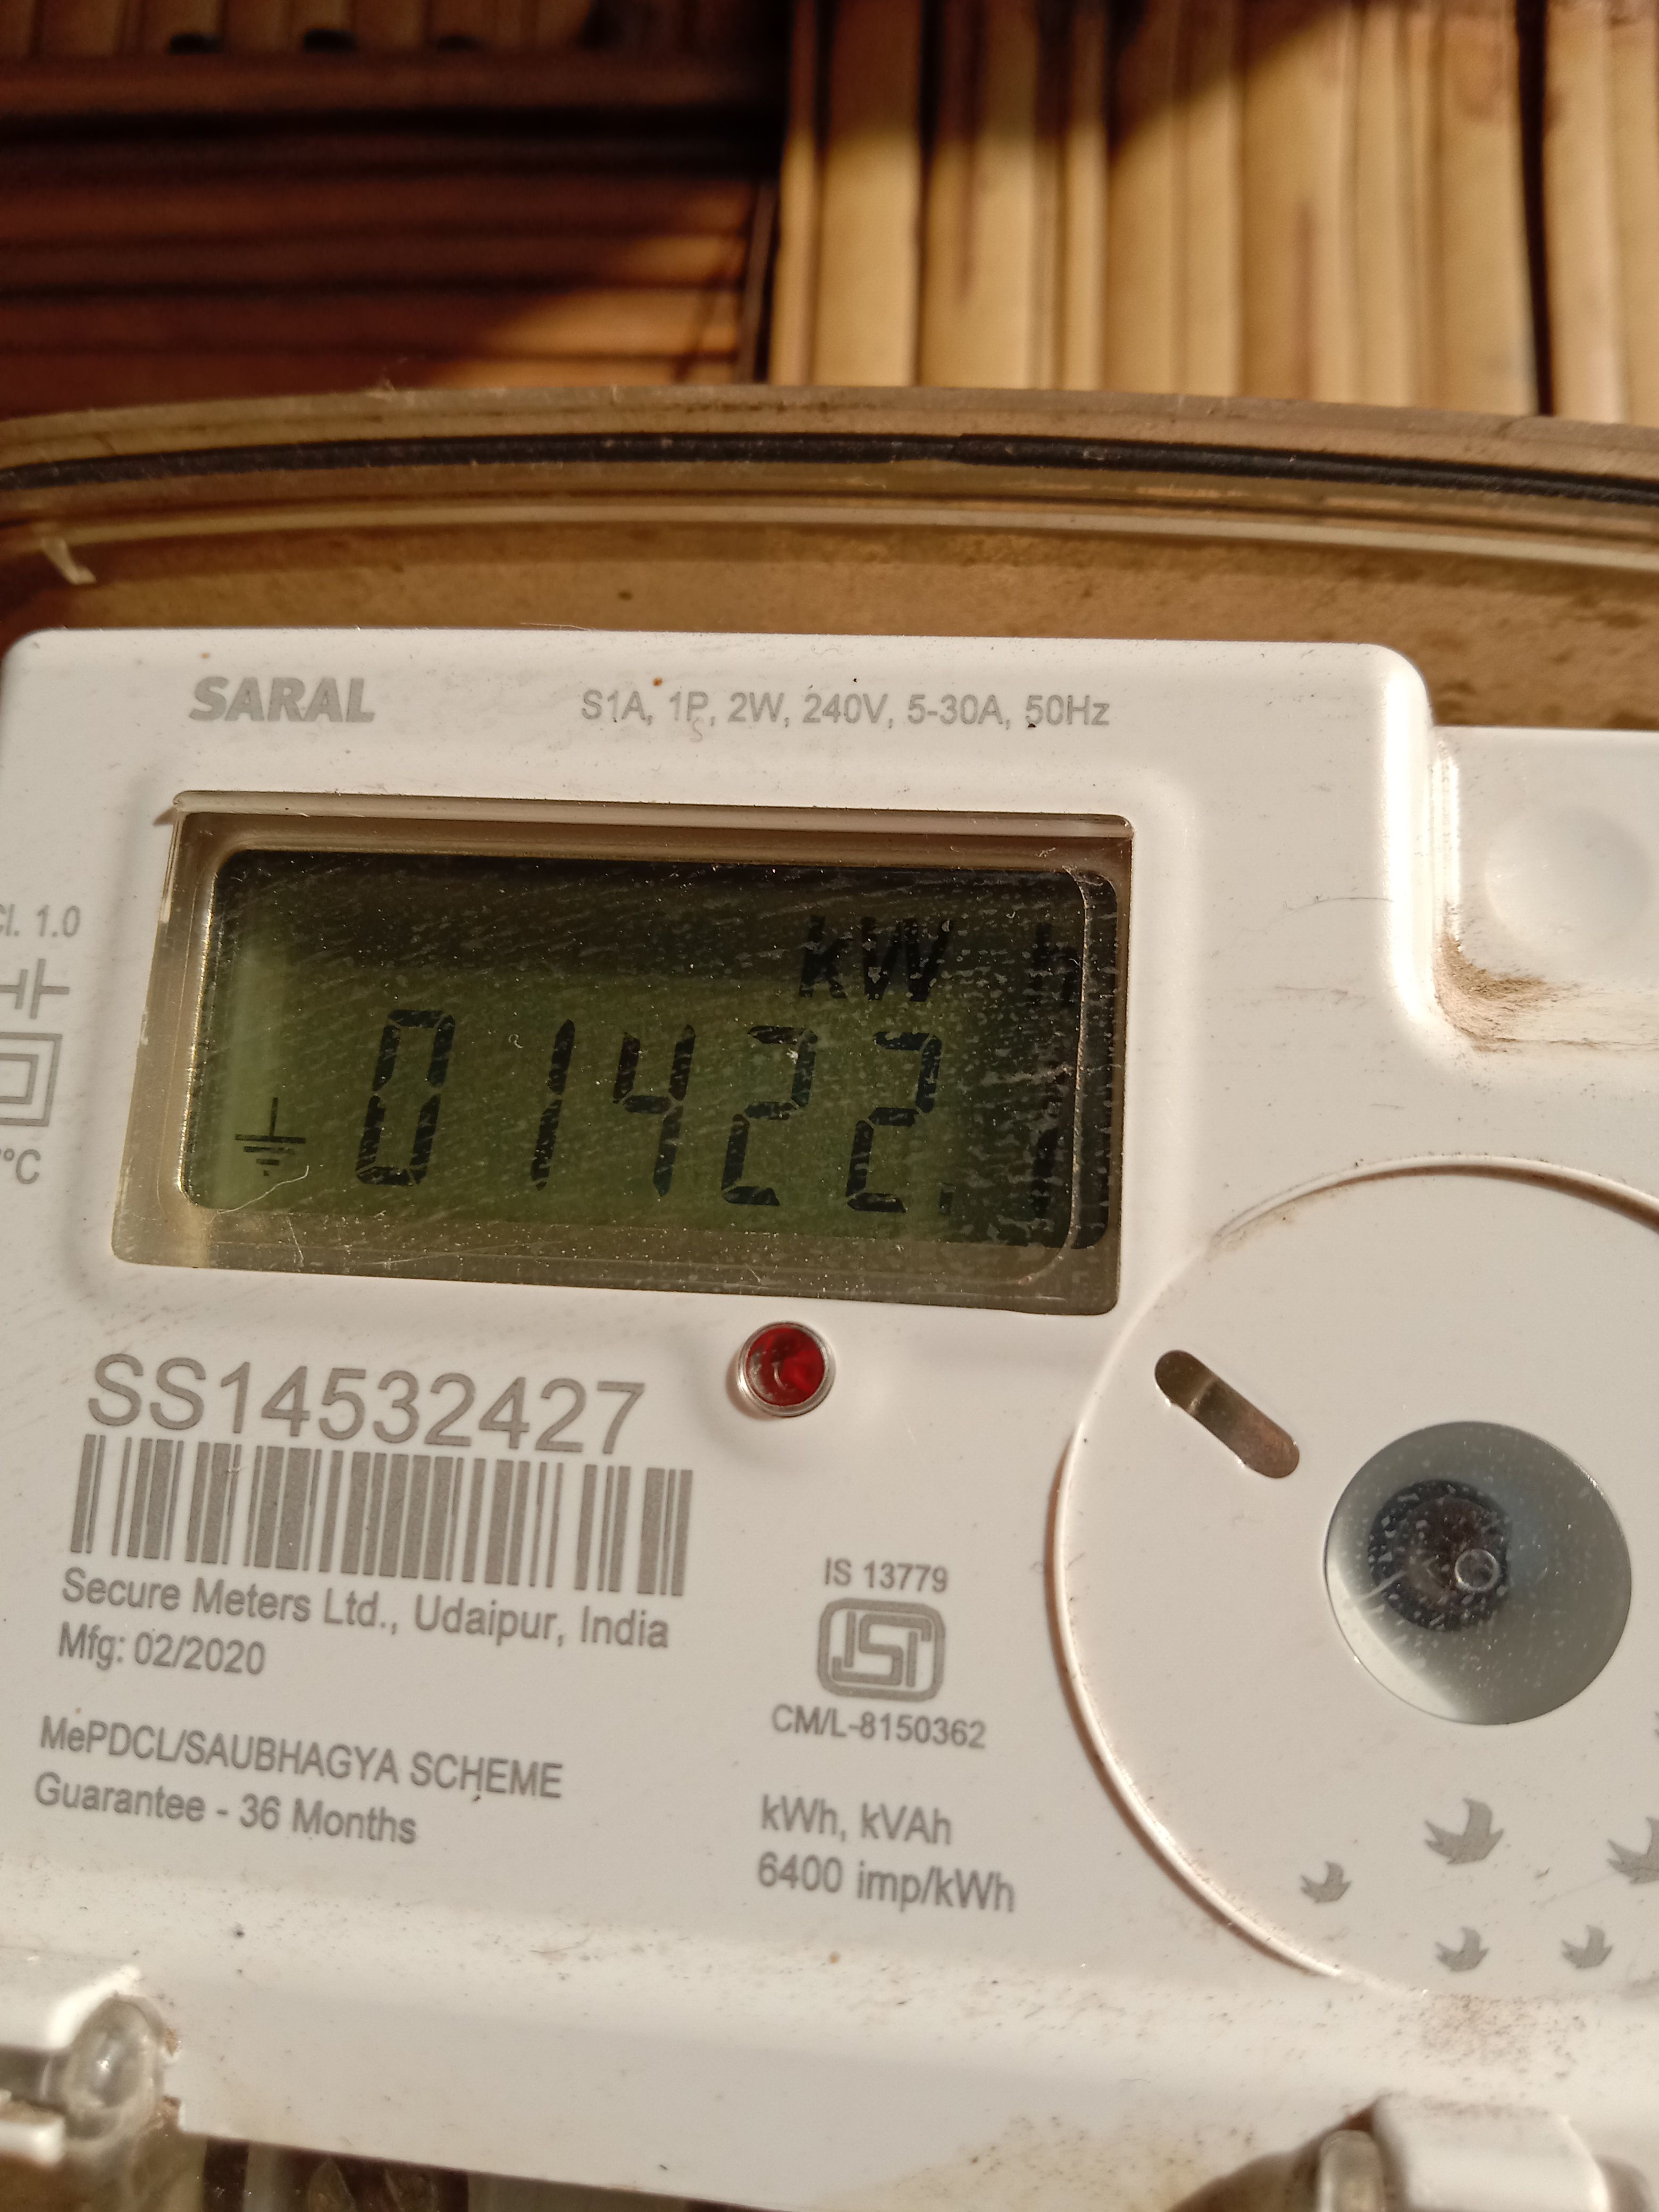 SARAL
S1A, 1P, 2W, 240V, 5-30A, 50Hz
Cl. 1.0
kW h
01422.
°C
SS14532427
Secure Meters Ltd., Udaipur, India
Mfg: 02/2020
IS 13779
ISI
CM/L-8150362
MePDCL/SAUBHAGYA SCHEME
Guarantee - 36 Months
kWh, kVAh
6400 imp/kWh